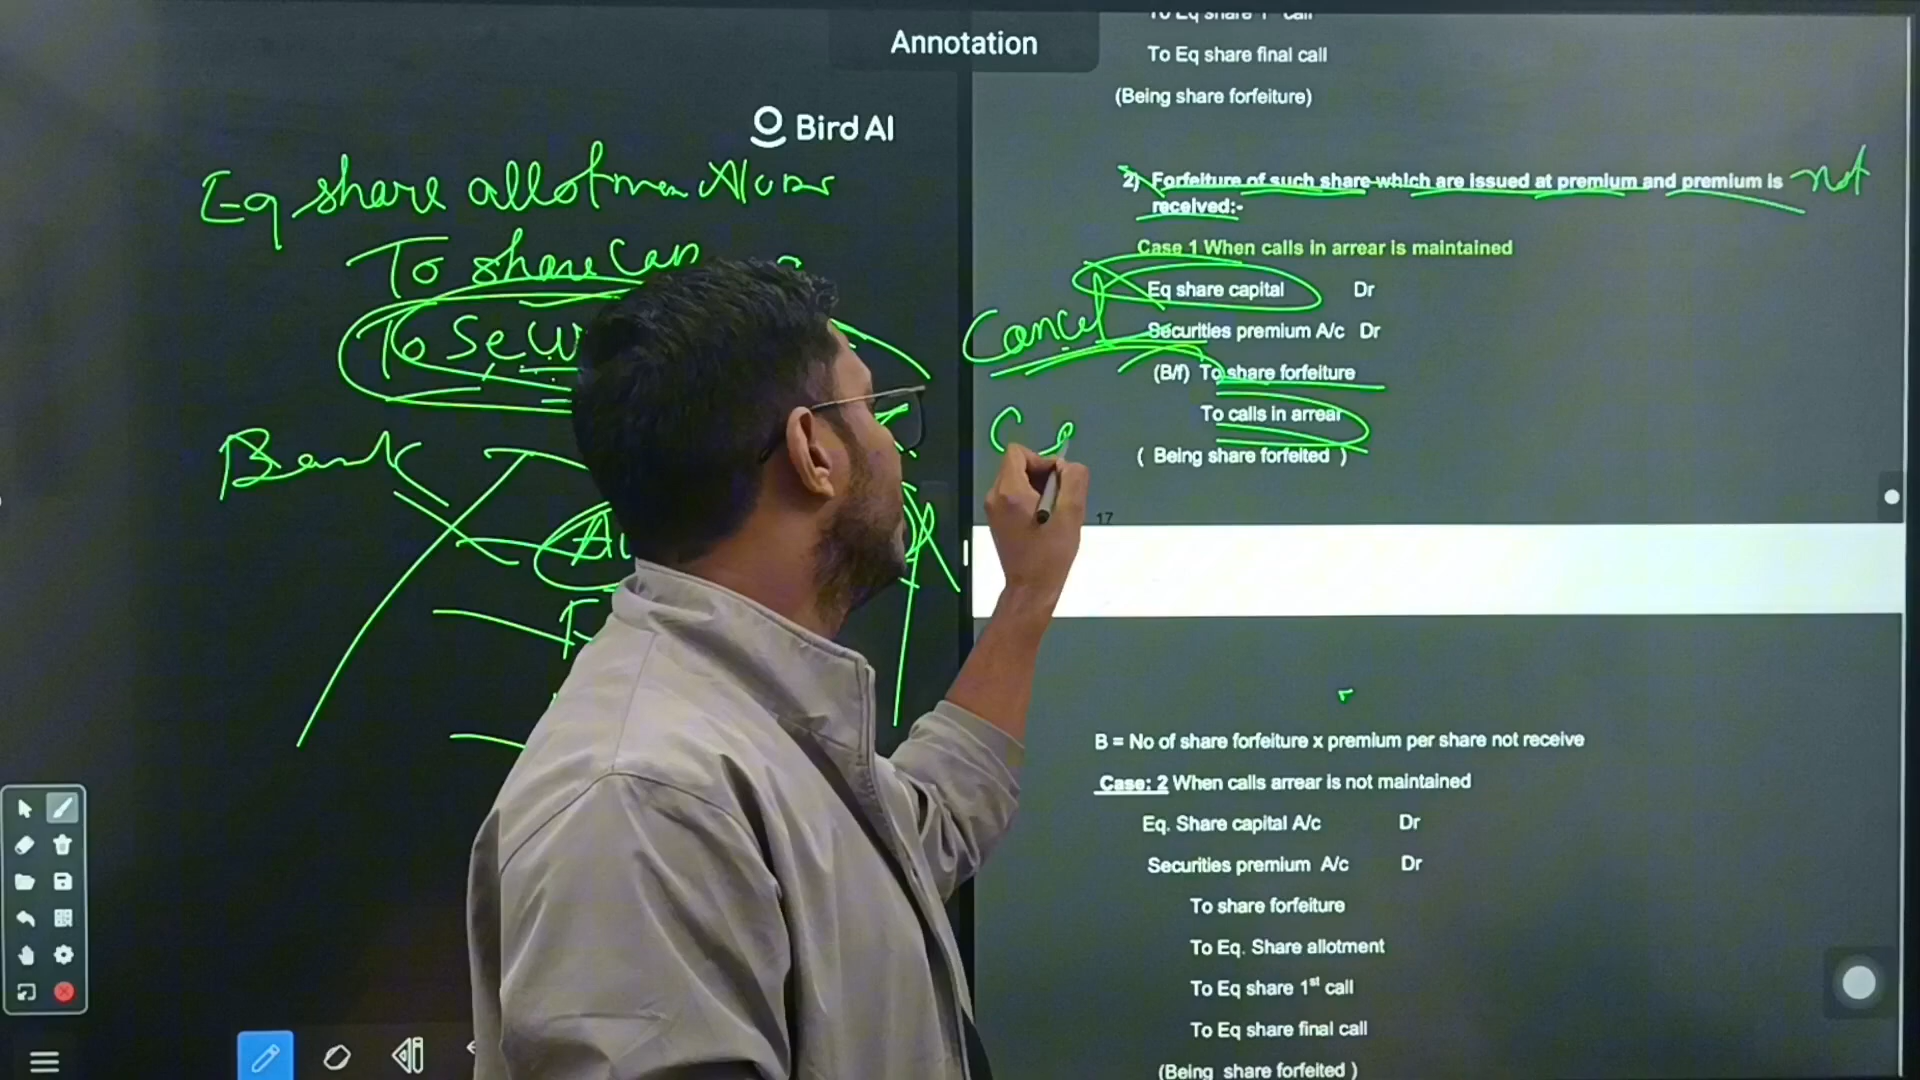 Annotation
Bird AI
Eq share allotmen
To share Cap
To Secu
Bank
To Eq share final call
(Being share forfeiture)
2) Forfeiture of such share which are issued at premium and premium is not
received:-
Case 1 When calls in arrear is maintained
Eq share capital Dr
Cancel
Securities premium A/c Dr
(B/f) To share forfeiture
To calls in arrear
( Being share forfeited )
17
B = No of share forfeiture x premium per share not receive
Case: 2 When calls arrear is not maintained
Eq. Share capital A/c Dr
Securities premium A/c Dr
To share forfeiture
To Eq. Share allotment
To Eq share 1st call
To Eq share final call
(Being share forfeited )